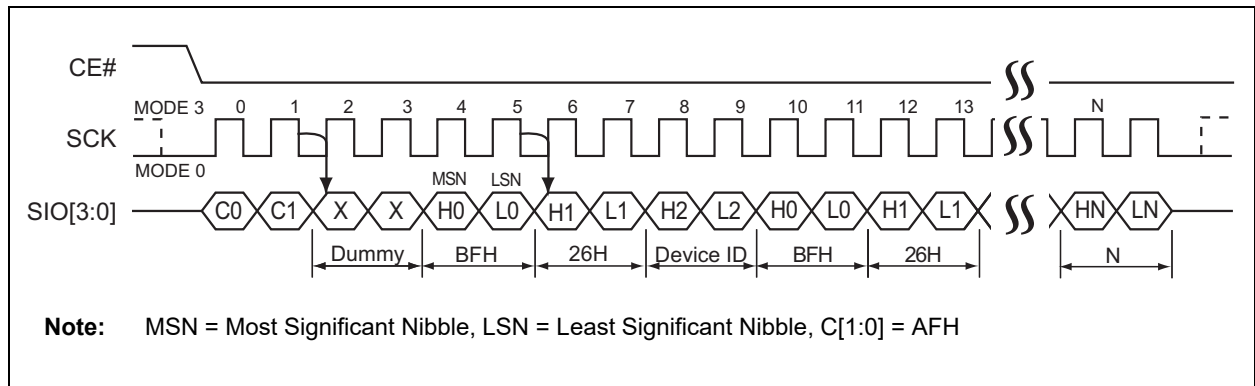 CE#
MODE 3 0 1 2 3 4 5 6 7 8 9 10 11 12 13 N
SCK
MODE 0
MSN LSN
SIO[3:0] C0 C1 X X H0 L0 H1 L1 H2 L2 H0 L0 H1 L1 HN LN
Dummy BFH 26H Device ID BFH 26H N
Note: MSN = Most Significant Nibble, LSN = Least Significant Nibble, C[1:0] = AFH